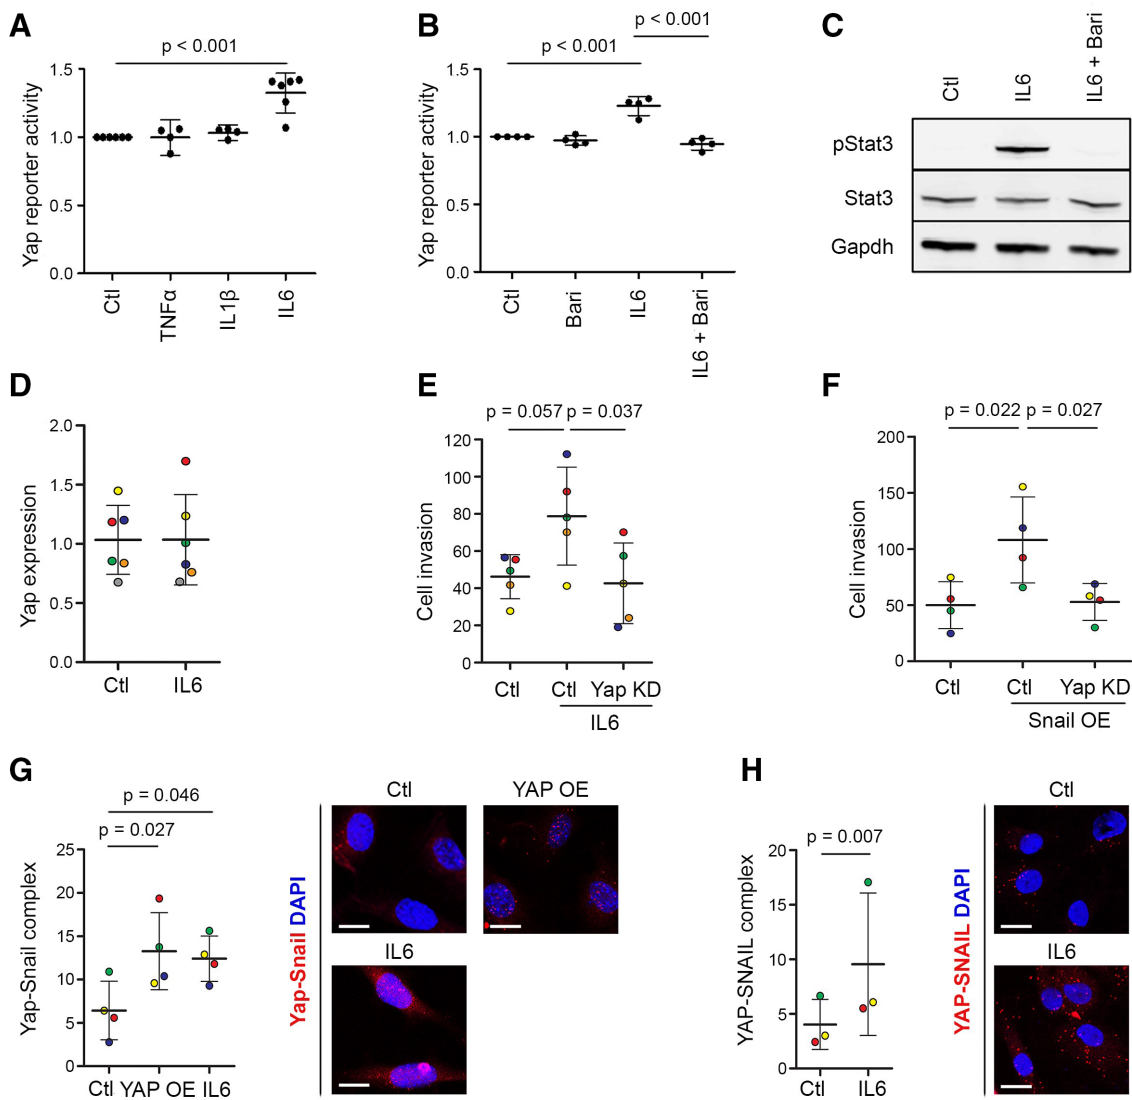 A
p < 0.001
Yap reporter activity
1.5
1.0
0.5
0.0
Ctl
TNFα
IL1β
IL6
B
p < 0.001
p < 0.001
Yap reporter activity
1.5
1.0
0.5
0.0
Ctl
Bari
IL6
IL6 + Bari
C
Ctl
IL6
IL6 + Bari
pStat3
Stat3
Gapdh
D
Yap expression
2.0
1.5
1.0
0.5
0.0
Ctl
IL6
E
p = 0.057
p = 0.037
Cell invasion
120
100
80
60
40
20
0
Ctl
Ctl
Yap KD
IL6
F
p = 0.022
p = 0.027
Cell invasion
200
150
100
50
0
Ctl
Ctl
Yap KD
Snail OE
G
p = 0.046
p = 0.027
Yap-Snail complex
25
20
15
10
5
0
Ctl
YAP OE
IL6
Yap-Snail DAPI
Ctl
YAP OE
IL6
H
p = 0.007
YAP-SNAIL complex
20
15
10
5
0
Ctl
IL6
YAP-SNAIL DAPI
Ctl
IL6